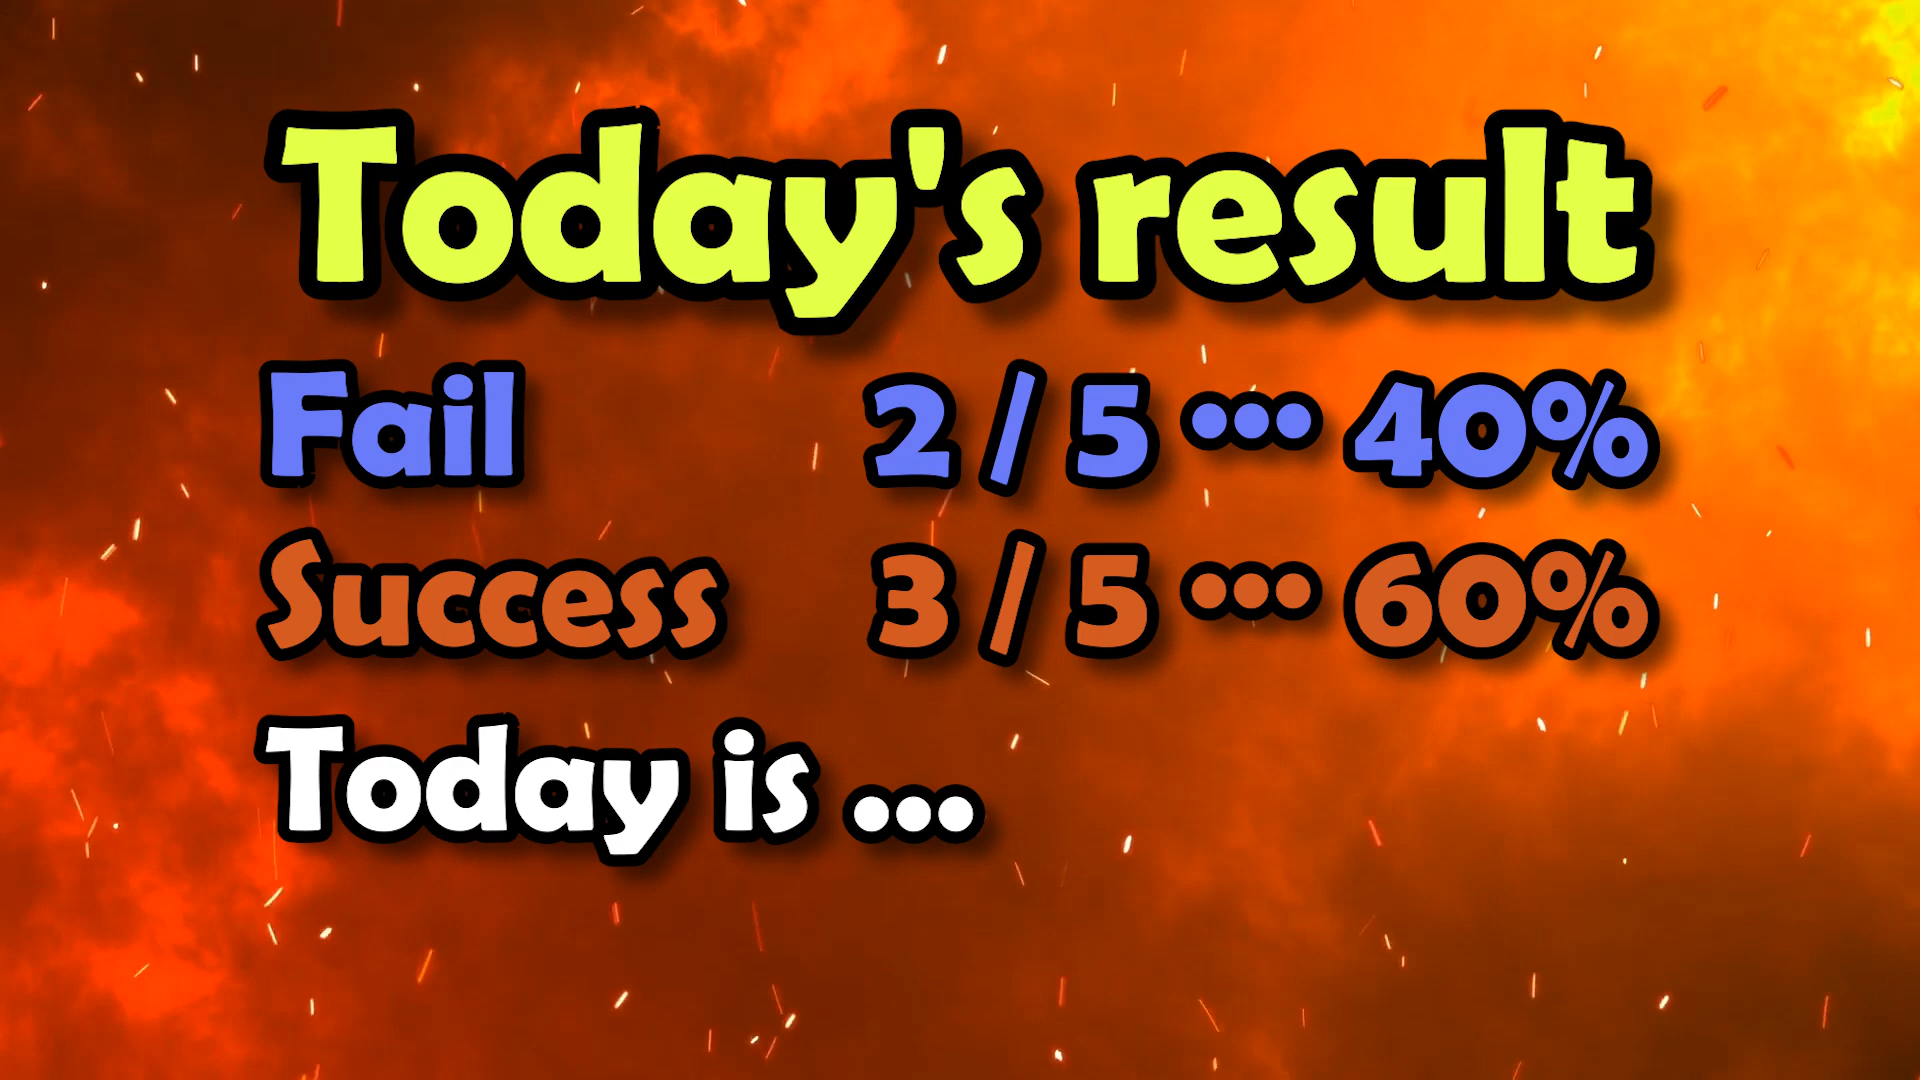 Today's result
Fail 2 / 5 … 40%
Success 3 / 5 … 60%
Today is ...